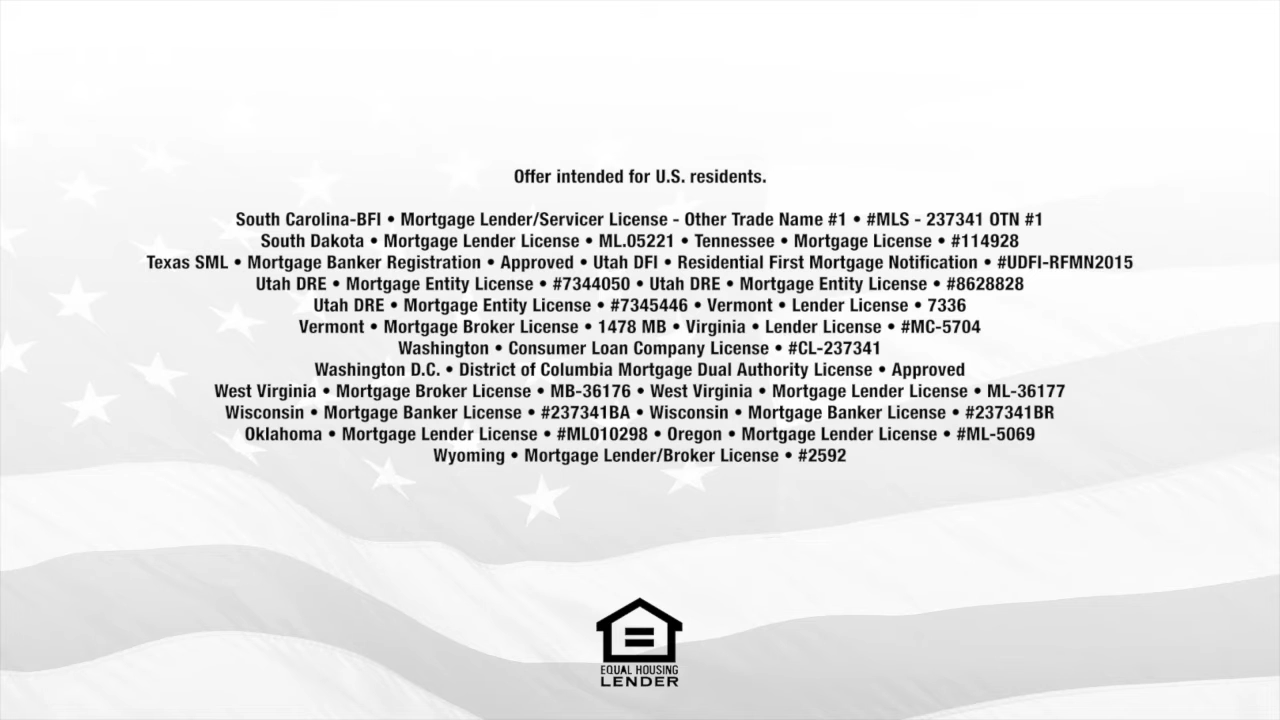 Offer intended for U.S. residents.
South Carolina-BFI • Mortgage Lender/Servicer License - Other Trade Name #1 • #MLS - 237341 OTN #1
South Dakota • Mortgage Lender License • ML.05221 • Tennessee • Mortgage License • #114928
Texas SML • Mortgage Banker Registration • Approved • Utah DFI • Residential First Mortgage Notification • #UDFI-RFMN2015
Utah DRE • Mortgage Entity License • #7344050 • Utah DRE • Mortgage Entity License • #8628828
Utah DRE • Mortgage Entity License • #7345446 • Vermont • Lender License • 7336
Vermont • Mortgage Broker License • 1478 MB • Virginia • Lender License • #MC-5704
Washington • Consumer Loan Company License • #CL-237341
Washington D.C. • District of Columbia Mortgage Dual Authority License • Approved
West Virginia • Mortgage Broker License • MB-36176 • West Virginia • Mortgage Lender License • ML-36177
Wisconsin • Mortgage Banker License • #237341BA • Wisconsin • Mortgage Banker License • #237341BR
Oklahoma • Mortgage Lender License • #ML010298 • Oregon • Mortgage Lender License • #ML-5069
Wyoming • Mortgage Lender/Broker License • #2592
EQUAL HOUSING
LENDER